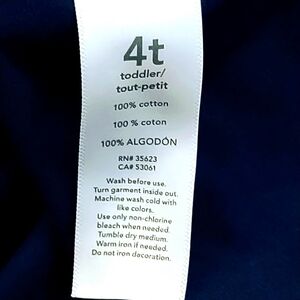 4t
toddler/
tout-petit
100% cotton
100 % coton
100% ALGODÓN
RN# 35623
CA# 53061
Wash before use.
Turn garment inside out.
Machine wash cold with
like colors.
Use only non-chlorine
bleach when needed.
Tumble dry medium.
Warm iron if needed.
Do not iron dacoration.